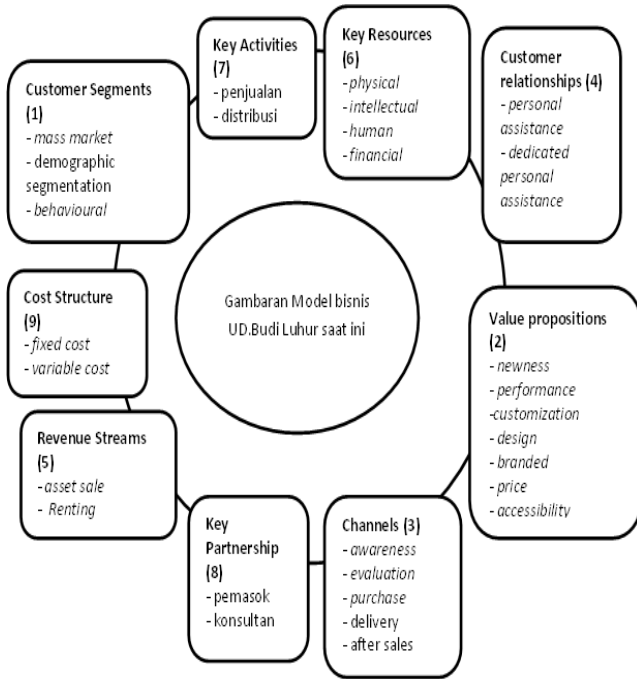 Customer Segments
(1)
- mass market
- demographic
segmentation
- behavioural
Key Activities
(7)
- penjualan
- distribusi
Key Resources
(6)
- physical
- intellectual
- human
- financial
Customer
relationships (4)
- personal
assistance
- dedicated
personal
assistance
Gambaran Model bisnis
UD.Budi Luhur saat ini
Cost Structure
(9)
- fixed cost
- variable cost
Value propositions
(2)
- newness
- performance
-customization
- design
- branded
- price
- accessibility
Revenue Streams
(5)
- asset sale
- Renting
Key
Partnership
(8)
- pemasok
- konsultan
Channels (3)
- awareness
- evaluation
- purchase
- delivery
- after sales